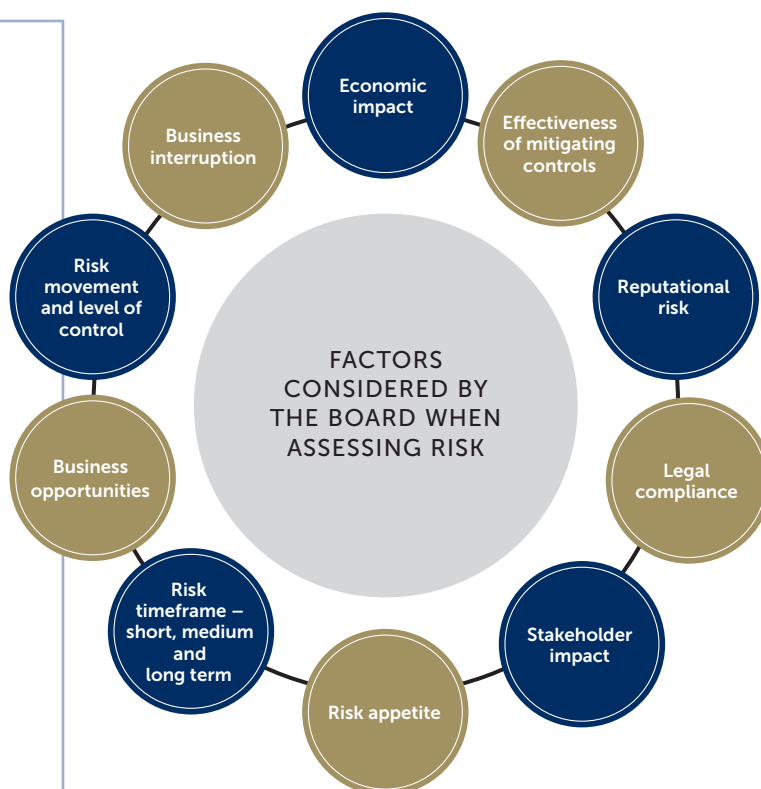 Economic
impact
Effectiveness
of mitigating
controls
Reputational
risk
Legal
compliance
Stakeholder
impact
Risk appetite
Risk
timeframe –
short, medium
and
long term
Business
opportunities
Risk
movement
and level of
control
Business
interruption
FACTORS
CONSIDERED BY
THE BOARD WHEN
ASSESSING RISK